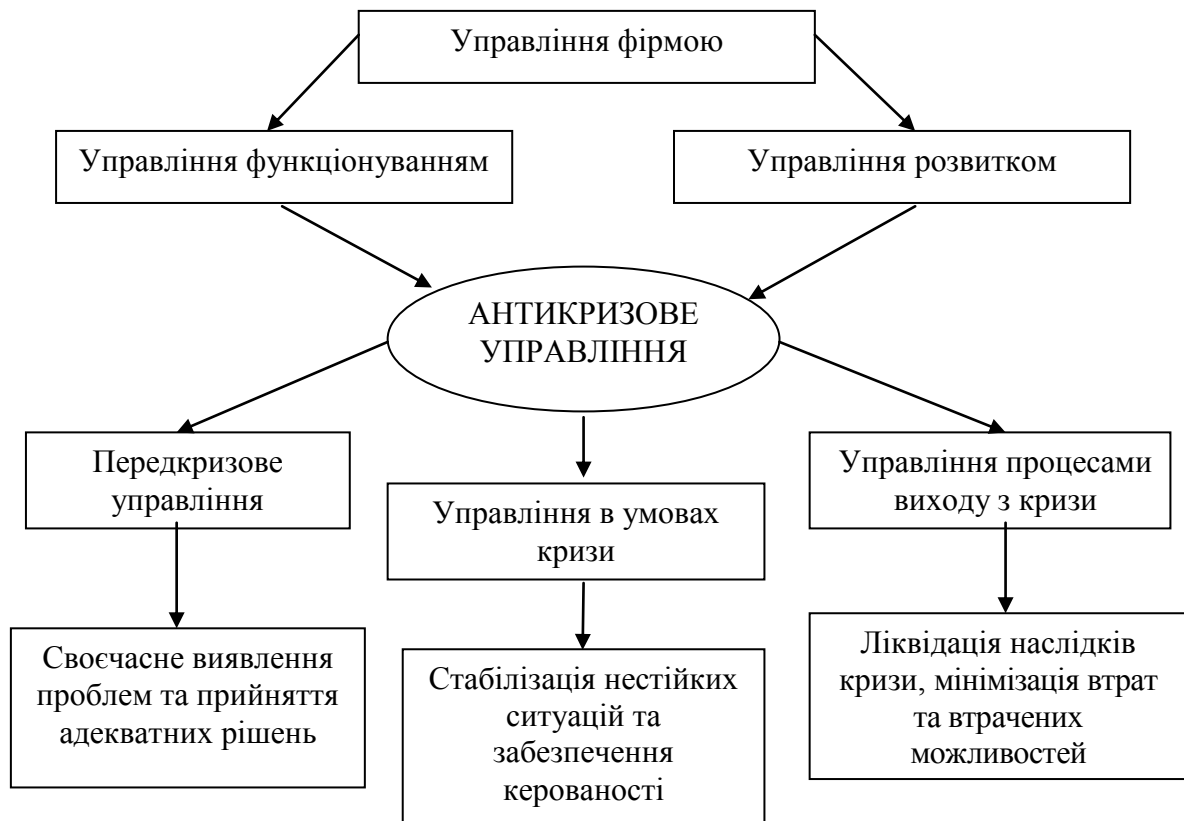 Управління фірмою
Управління функціонуванням
Управління розвитком
АНТИКРИЗОВЕ
УПРАВЛІННЯ
Передкризове
управління
Управління в умовах
кризи
Управління процесами
виходу з кризи
Своєчасне виявлення
проблем та прийняття
адекватних рішень
Стабілізація нестійких
ситуацій та
забезпечення
керованості
Ліквідація наслідків
кризи, мінімізація втрат
та втрачених
можливостей